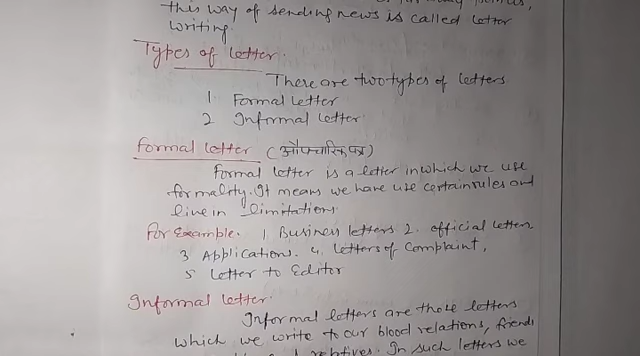 this way of sending news is called letter
writing.
Types of letter.
There are two types of letters
1 Formal letter
2 Informal letter
Formal letter (औपचारिक पत्र)
Formal letter is a letter in which we use
formality. It means we have use certain rules and
live in limitations.
For Example. 1 Business letters 2. official letters
3 Applications. 4. letters of Complaint,
5 Letter to Editor
Informal letter.
Informal letters are those letters
which we write to our blood relations, friends
relatives. In such letters we